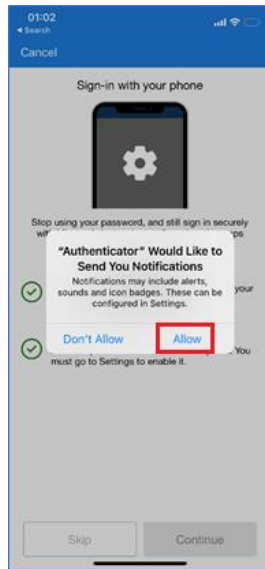 01:02
Search
Cancel
Sign-in with your phone
Stop using your password, and still sign in securely
"Authenticator" Would Like to
Send You Notifications
Notifications may include alerts,
sounds and icon badges. These can be
configured in Settings.
your
Don't Allow Allow
You
must go to Settings to enable it.
Skip Continue